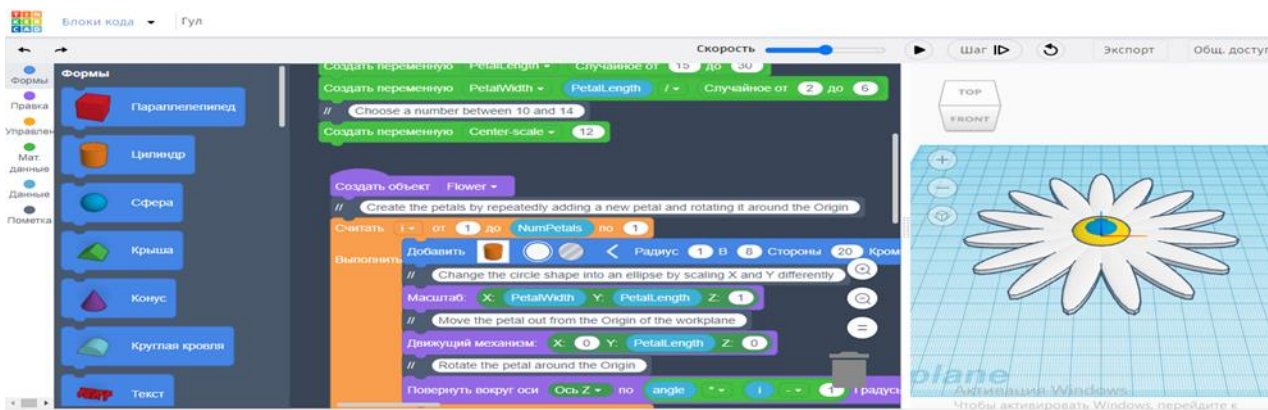 TIN
KER
CAD
Блоки кода
Гул
Скорость
Шаг
Экспорт
Общ. доступ
Формы
Правка
Управлен
Мат.
данные
Данные
Пометка
Формы
Параллелепипед
Цилиндр
Сфера
Крыша
Конус
Круглая кровля
Текст
Создать переменную PetalLength Случайное от 15 до 30
Создать переменную PetalWidth PetalLength / Случайное от 2 до 6
// Choose a number between 10 and 14
Создать переменную Center-scale 12
Создать объект Flower
// Create the petals by repeatedly adding a new petal and rotating it around the Origin
Считать i от 1 до NumPetals по 1
Выполнить
Добавить Радиус 1 В 8 Стороны 20 Кром
// Change the circle shape into an ellipse by scaling X and Y differently
Масштаб: X: PetalWidth Y: PetalLength Z: 1
// Move the petal out from the Origin of the workplane
Движущий механизм: X: 0 Y: PetalLength Z: 0
// Rotate the petal around the Origin
Повернуть вокруг оси Ось Z по angle * i - 1 градусы
TOP
FRONT
plane
Активация Windows
Чтобы активировать Windows, перейдите к